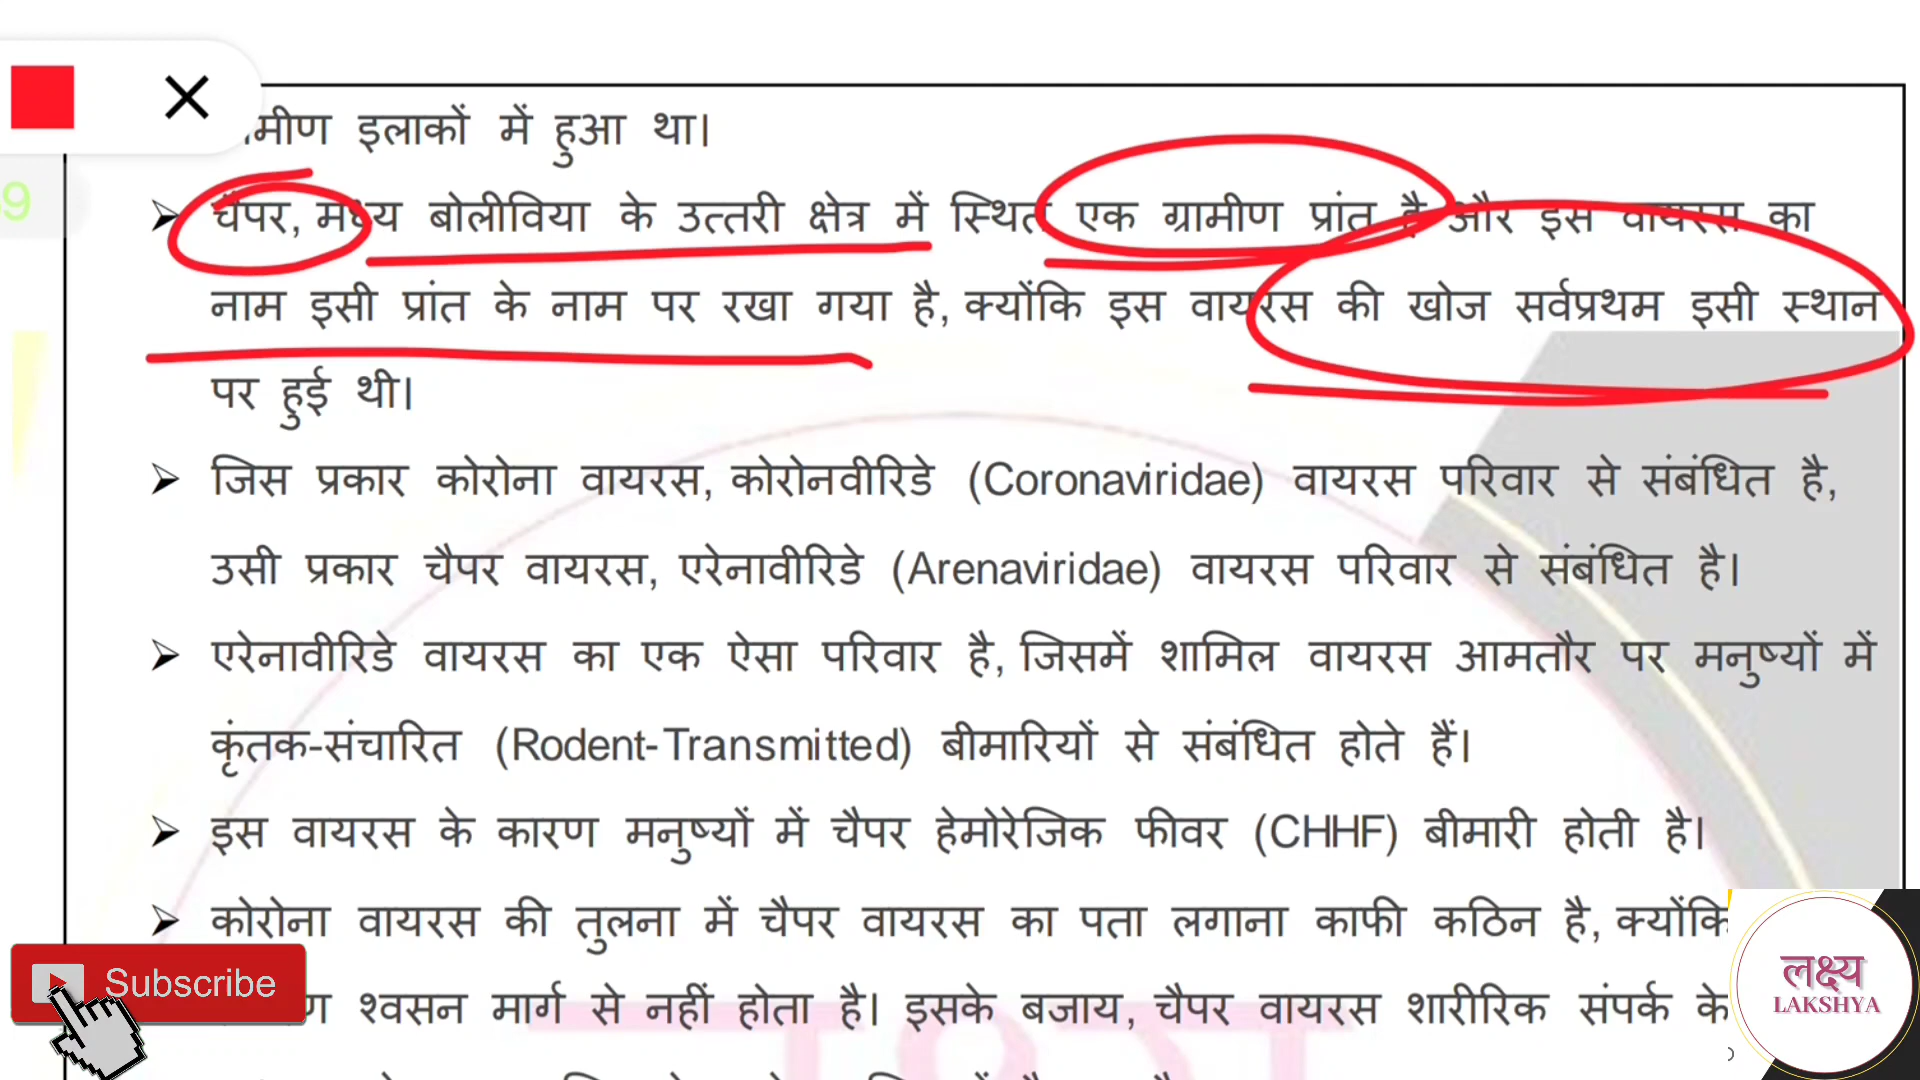 मीण इलाकों में हुआ था।
➢ चैपर, मध्य बोलीविया के उत्तरी क्षेत्र में स्थित एक ग्रामीण प्रांत है और इस वायरस का
नाम इसी प्रांत के नाम पर रखा गया है, क्योंकि इस वायरस की खोज सर्वप्रथम इसी स्थान
पर हुई थी।
➢ जिस प्रकार कोरोना वायरस, कोरोनवीरिडे (Coronaviridae) वायरस परिवार से संबंधित है,
उसी प्रकार चैपर वायरस, एरेनावीरिडे (Arenaviridae) वायरस परिवार से संबंधित है।
➢ एरेनावीरिडे वायरस का एक ऐसा परिवार है, जिसमें शामिल वायरस आमतौर पर मनुष्यों में
कृंतक-संचारित (Rodent-Transmitted) बीमारियों से संबंधित होते हैं।
➢ इस वायरस के कारण मनुष्यों में चैपर हेमोरेजिक फीवर (CHHF) बीमारी होती है।
➢ कोरोना वायरस की तुलना में चैपर वायरस का पता लगाना काफी कठिन है, क्योंकि
श्वसन मार्ग से नहीं होता है। इसके बजाय, चैपर वायरस शारीरिक संपर्क के
Subscribe
लक्ष्य
LAKSHYA